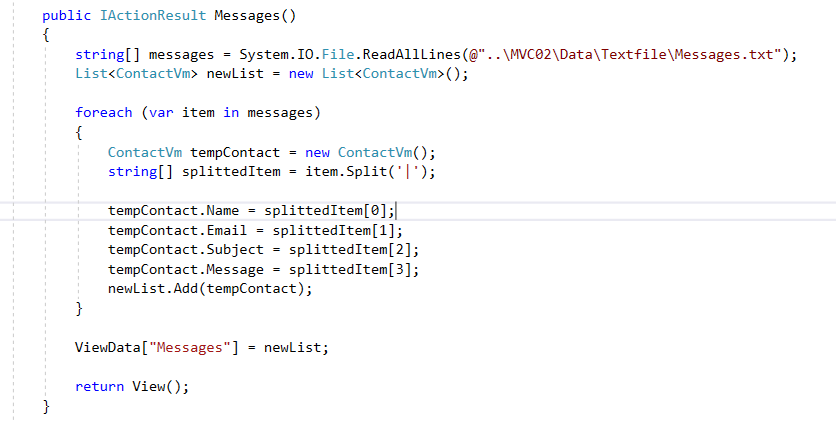 public IActionResult Messages()
{
string[] messages = System.IO.File.ReadAllLines(@"..\MVC02\Data\Textfile\Messages.txt");
List<ContactVm> newList = new List<ContactVm>();
foreach (var item in messages)
{
ContactVm tempContact = new ContactVm();
string[] splittedItem = item.Split('|');
tempContact.Name = splittedItem[0];
tempContact.Email = splittedItem[1];
tempContact.Subject = splittedItem[2];
tempContact.Message = splittedItem[3];
newList.Add(tempContact);
}
ViewData["Messages"] = newList;
return View();
}